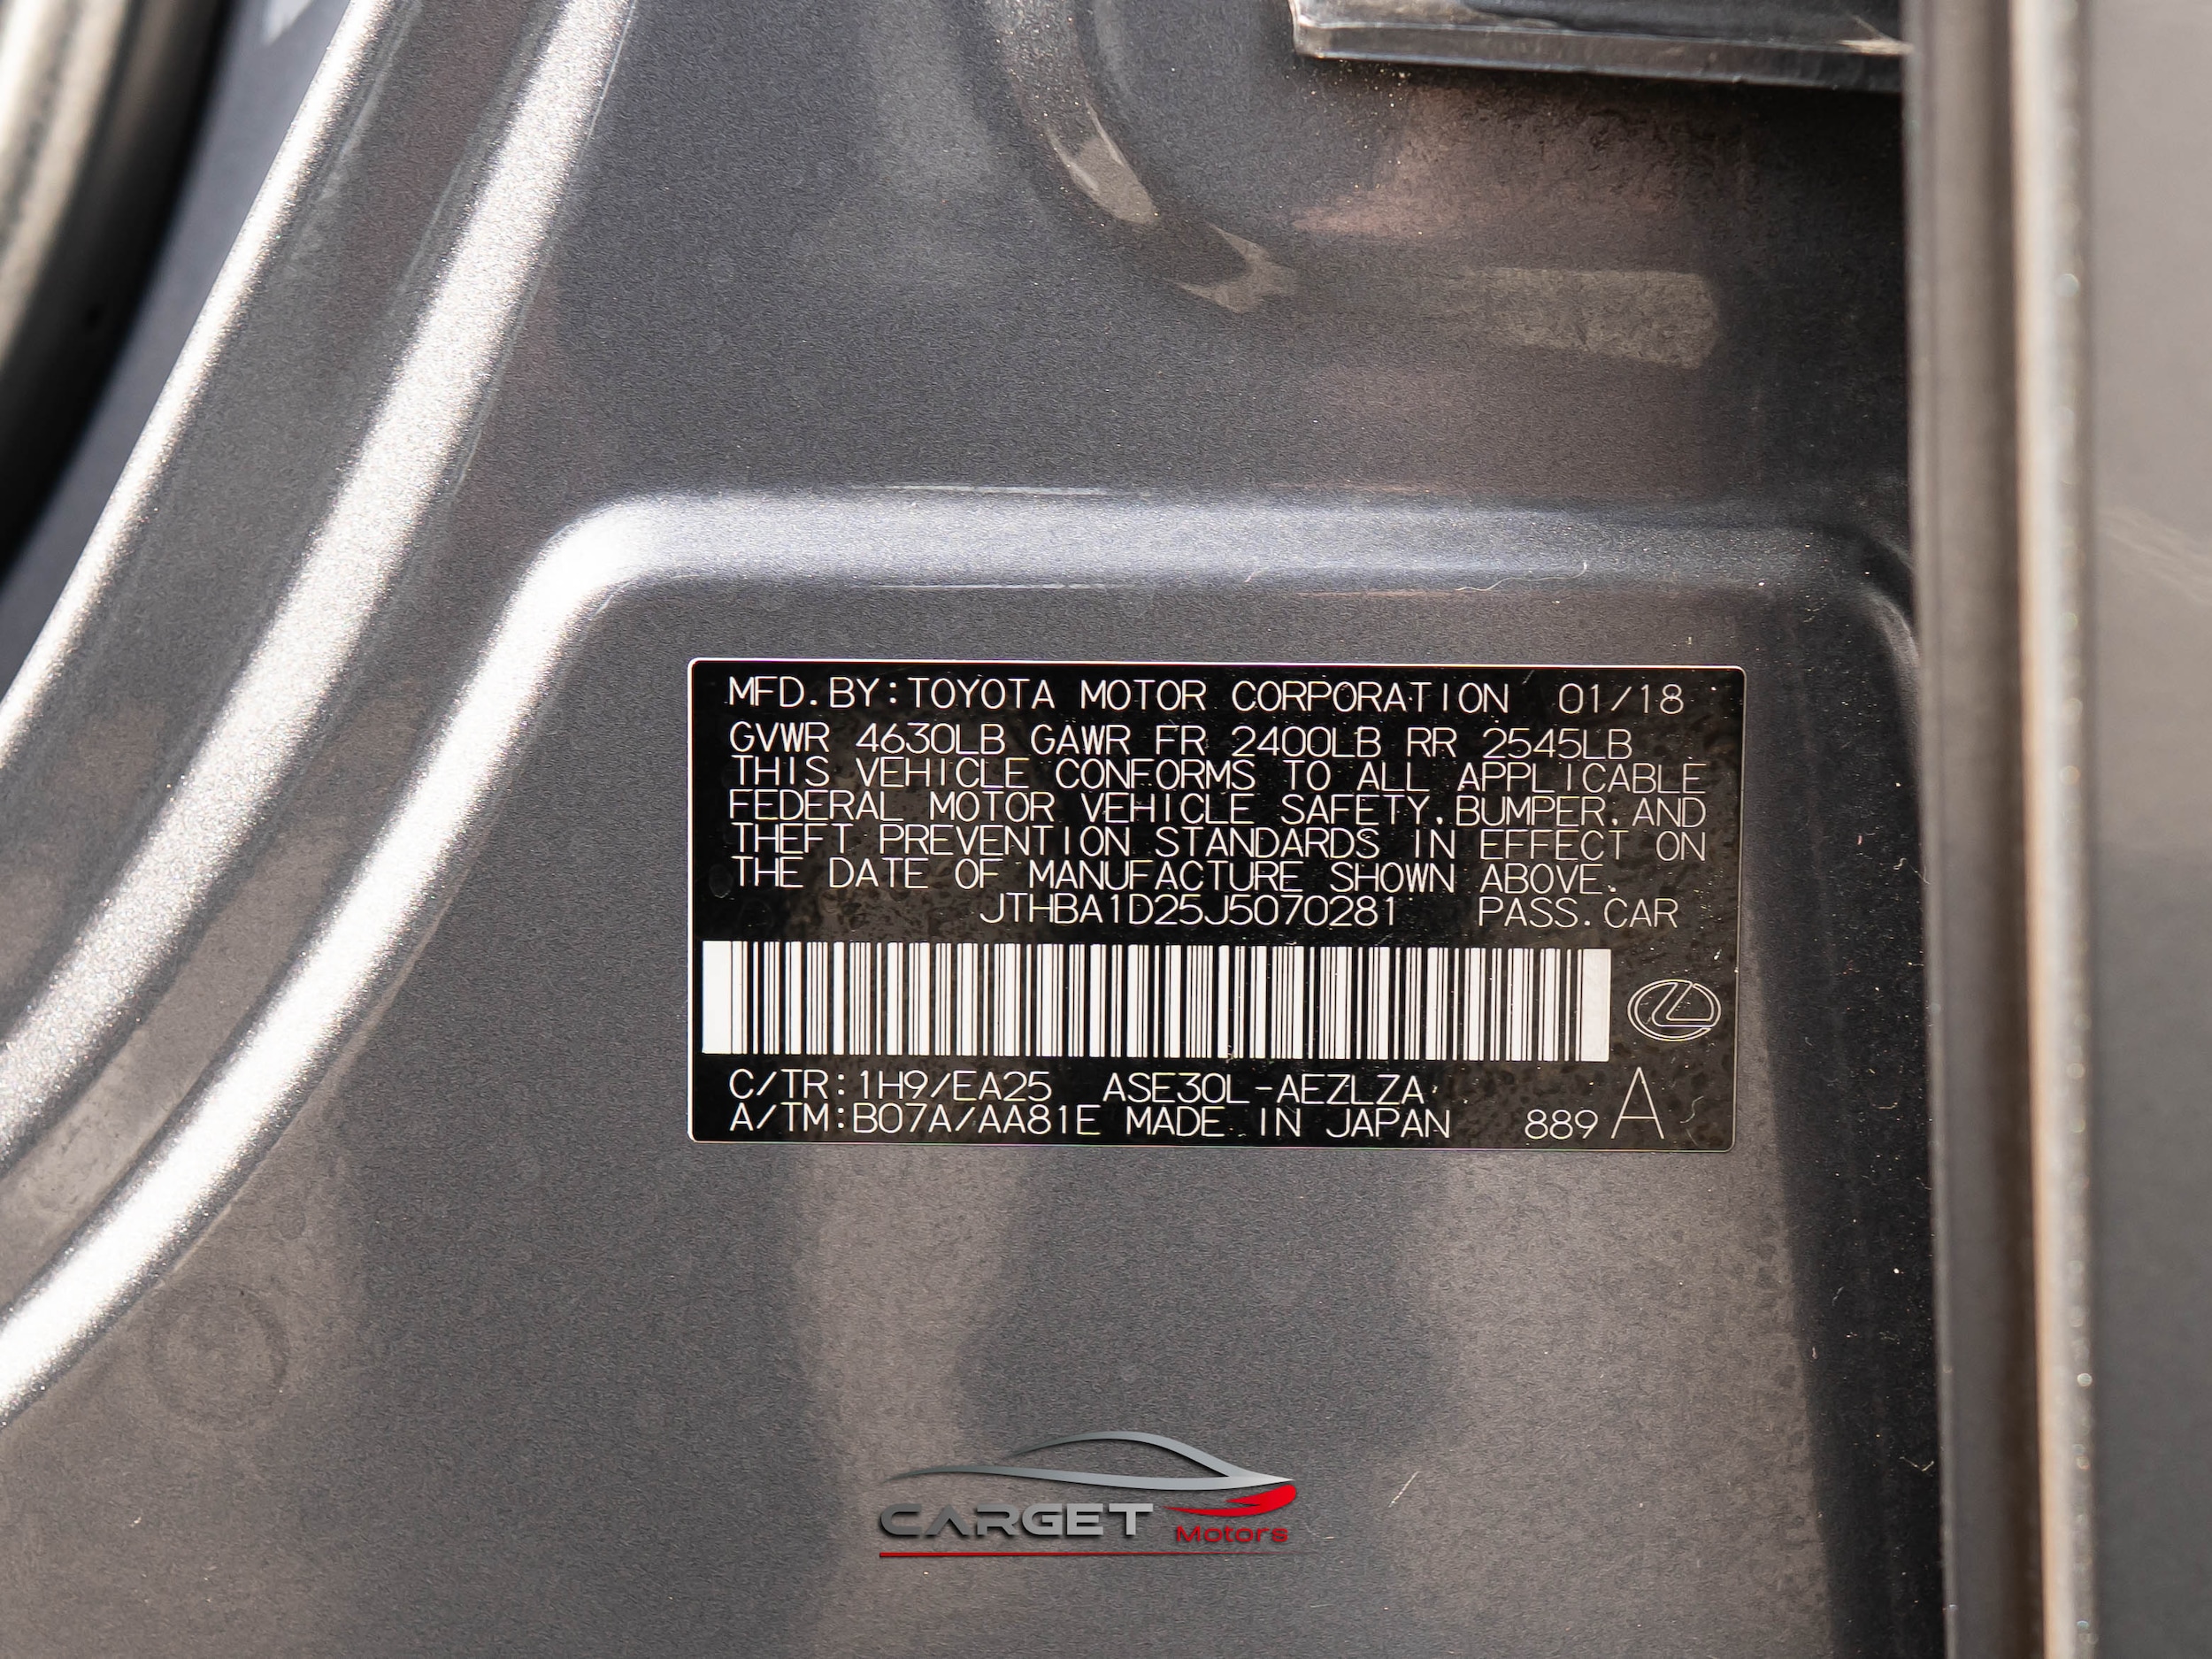 MFD.BY:TOYOTA MOTOR CORPORATION 01/18
GVWR 4630LB GAWR FR 2400LB RR 2545LB
THIS VEHICLE CONFORMS TO ALL APPLICABLE
FEDERAL MOTOR VEHICLE SAFETY,BUMPER,AND
THEFT PREVENTION STANDARDS IN EFFECT ON
THE DATE OF MANUFACTURE SHOWN ABOVE.
JTHBA1D25J5070281 PASS.CAR
C/TR:1H9/EA25 ASE30L-AEZLZA
A/TM:B07A/AA81E MADE IN JAPAN 889 A
CARGET Motors